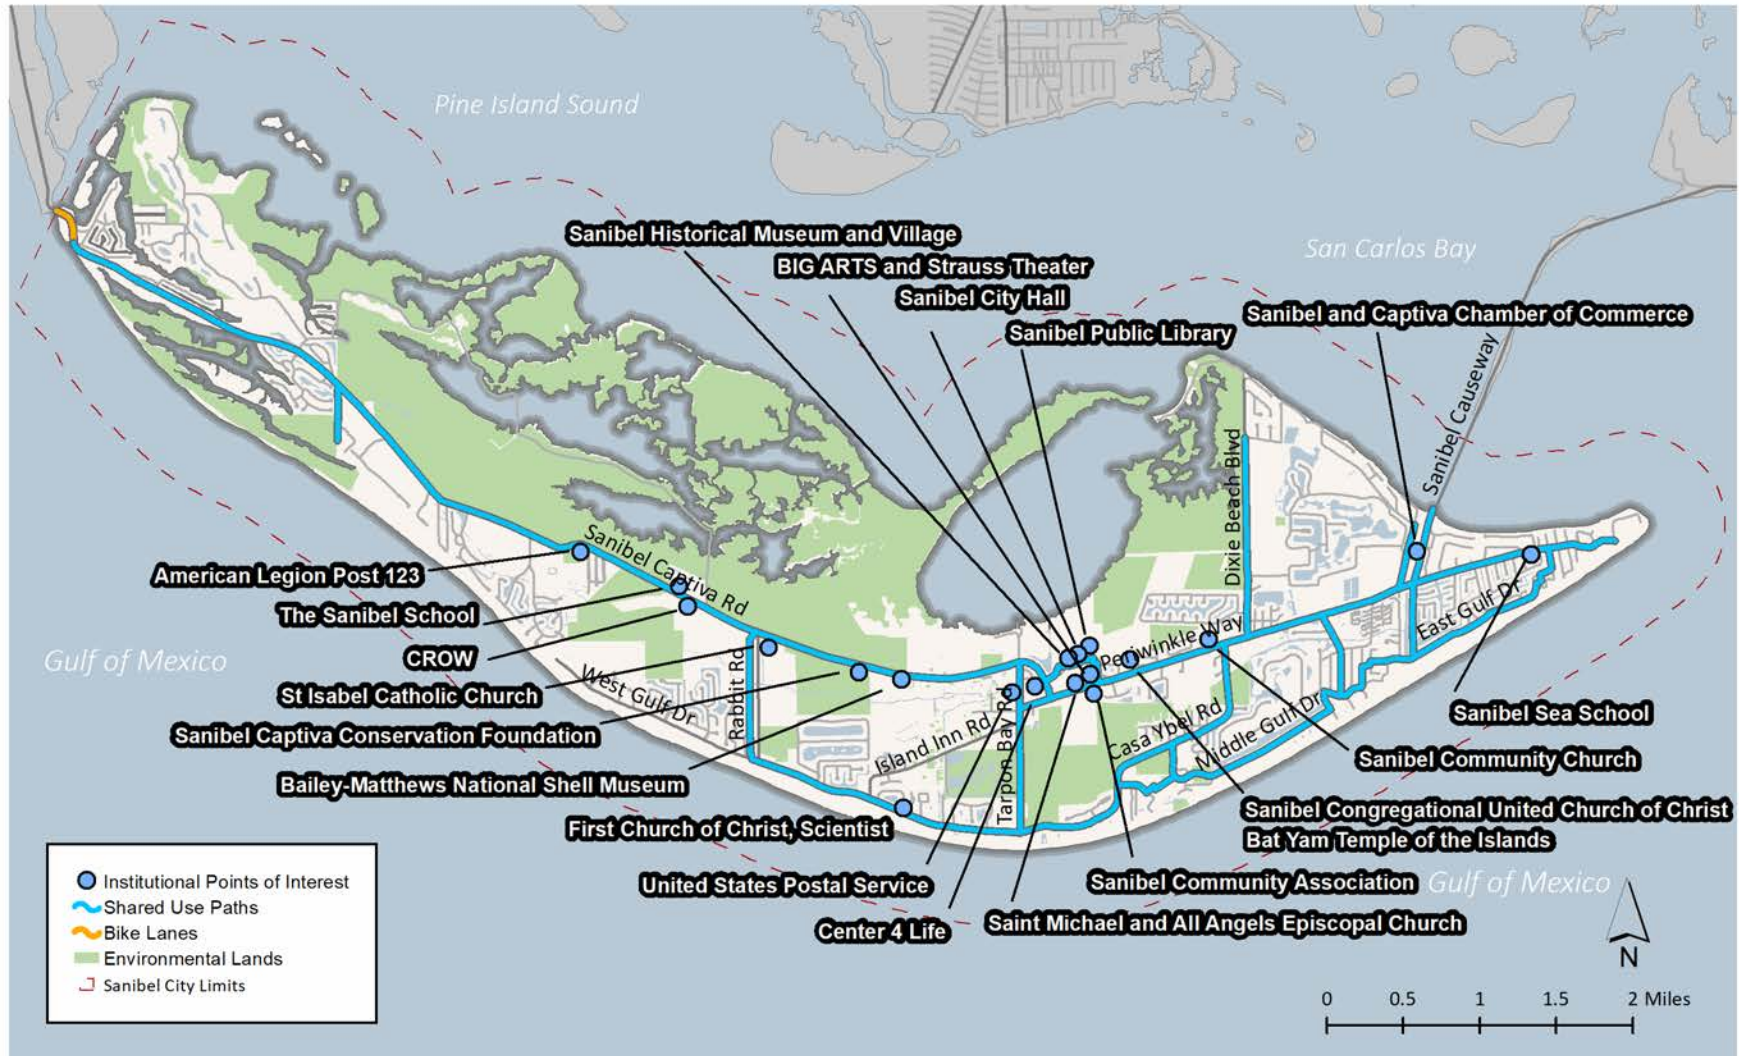 Pine Island Sound
Sanibel Historical Museum and Village
San Carlos Bay
BIG ARTS and Strauss Theater
Sanibel City Hall
Sanibel and Captiva Chamber of Commerce
Sanibel Public Library
Sanibel Causeway
Dixie Beach Blvd
Sanibel Captiva Rd
American Legion Post 123
The Sanibel School
East Gulf Dr
Periwinkle Way
CROW
Gulf of Mexico
St Isabel Catholic Church
West Gulf Dr
Rabbit Rd
Sanibel Captiva Conservation Foundation
Island Inn Rd
Tarpon Bay Rd
Casa Ybel Rd
Middle Gulf Dr
Sanibel Sea School
Sanibel Community Church
Bailey-Matthews National Shell Museum
Sanibel Congregational United Church of Christ
Bat Yam Temple of the Islands
First Church of Christ, Scientist
United States Postal Service
Sanibel Community Association
Gulf of Mexico
Center 4 Life
Saint Michael and All Angels Episcopal Church
Institutional Points of Interest
Shared Use Paths
Bike Lanes
Environmental Lands
Sanibel City Limits
N
0 0.5 1 1.5 2 Miles